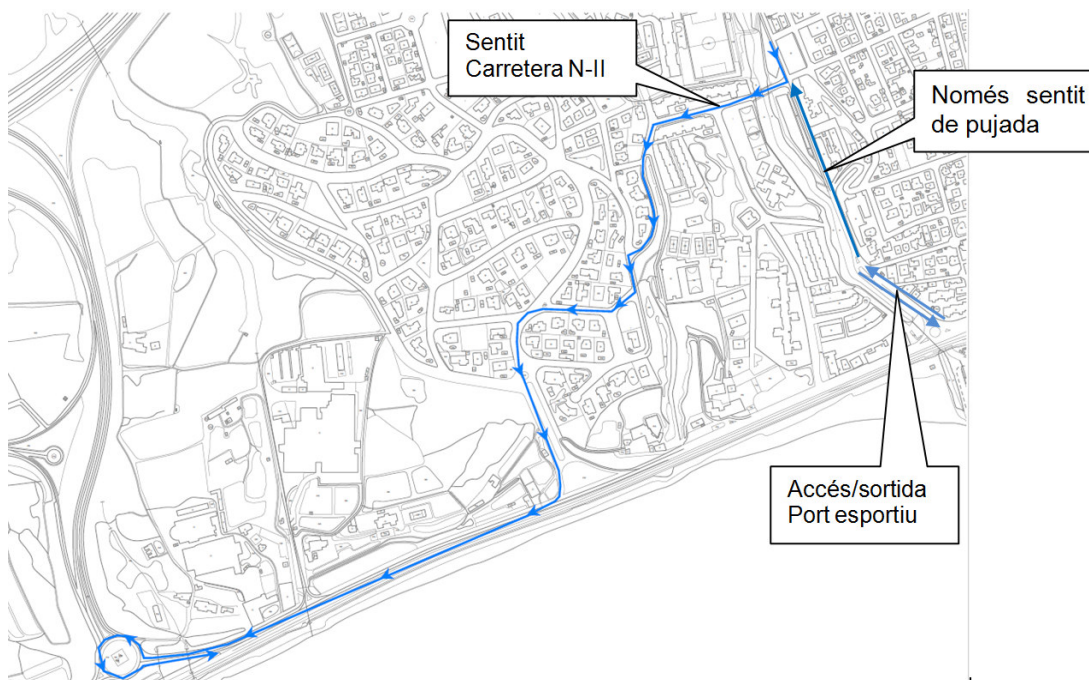 Sentit
Carretera N-II
Només sentit
de pujada
Accés/sortida
Port esportiu